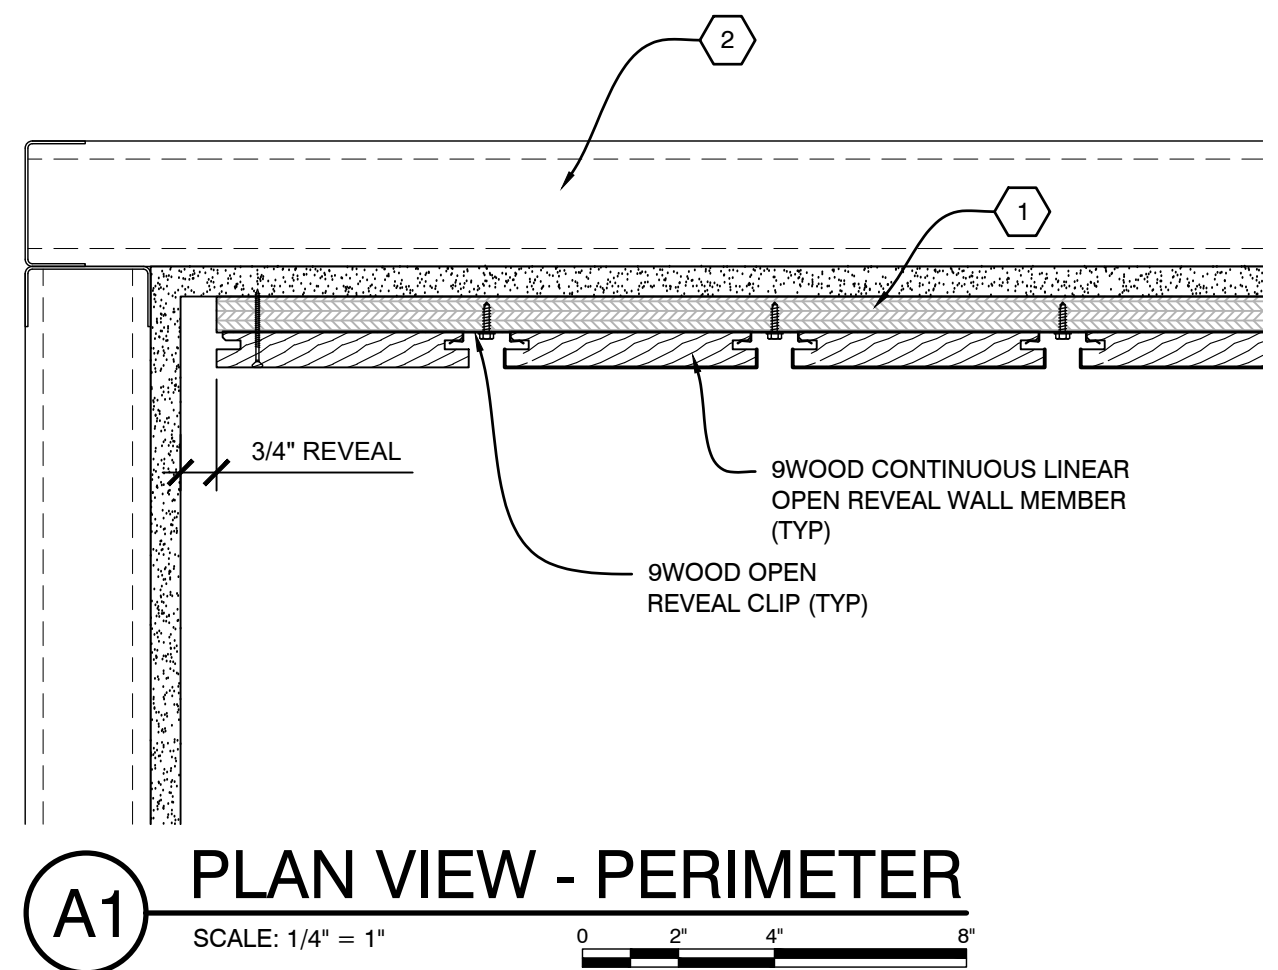 2
1
3/4" REVEAL
9WOOD CONTINUOUS LINEAR
OPEN REVEAL WALL MEMBER
(TYP)
9WOOD OPEN
REVEAL CLIP (TYP)
A1
PLAN VIEW - PERIMETER
SCALE: 1/4" = 1"
0 2" 4" 8"